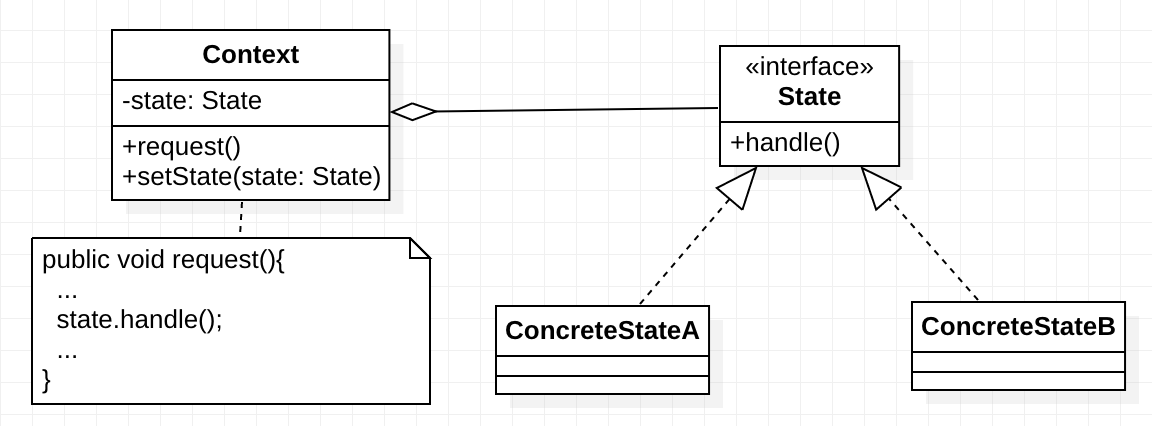 Context
-state: State
+request()
+setState(state: State)
«interface»
State
+handle()
public void request(){
...
state.handle();
...
}
ConcreteStateA
ConcreteStateB